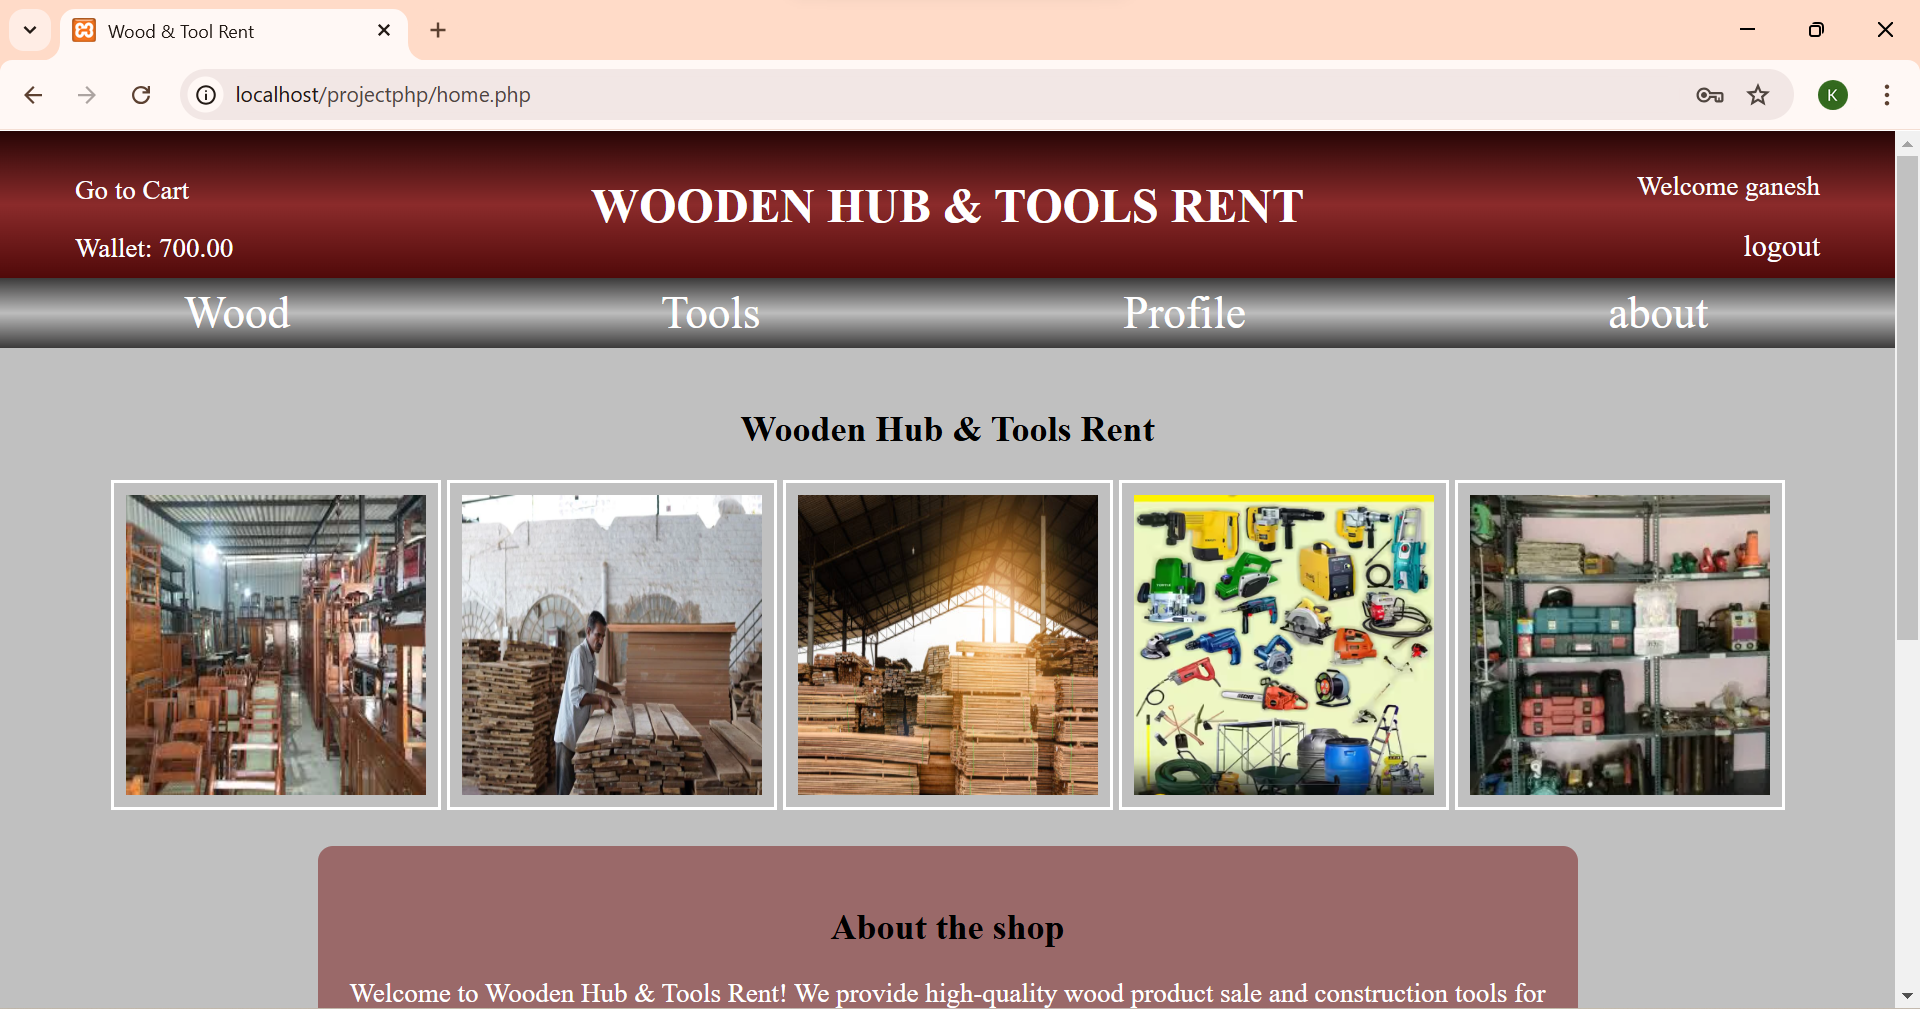 Wood & Tool Rent
localhost/projectphp/home.php
K
Go to Cart
WOODEN HUB & TOOLS RENT
Welcome ganesh
Wallet: 700.00
logout
Wood Tools Profile about
Wooden Hub & Tools Rent
About the shop
Welcome to Wooden Hub & Tools Rent! We provide high-quality wood product sale and construction tools for